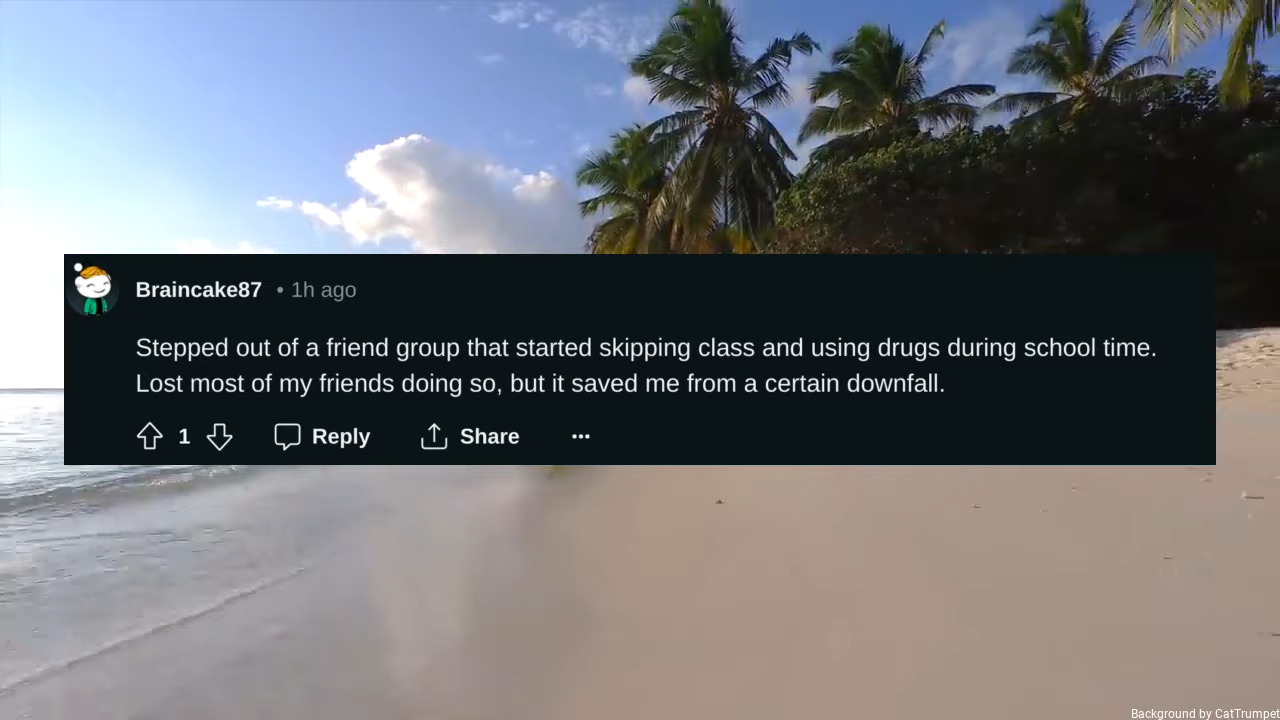 Braincake87 • 1h ago
Stepped out of a friend group that started skipping class and using drugs during school time.
Lost most of my friends doing so, but it saved me from a certain downfall.
1 Reply Share ···
Background by CatTrumpet